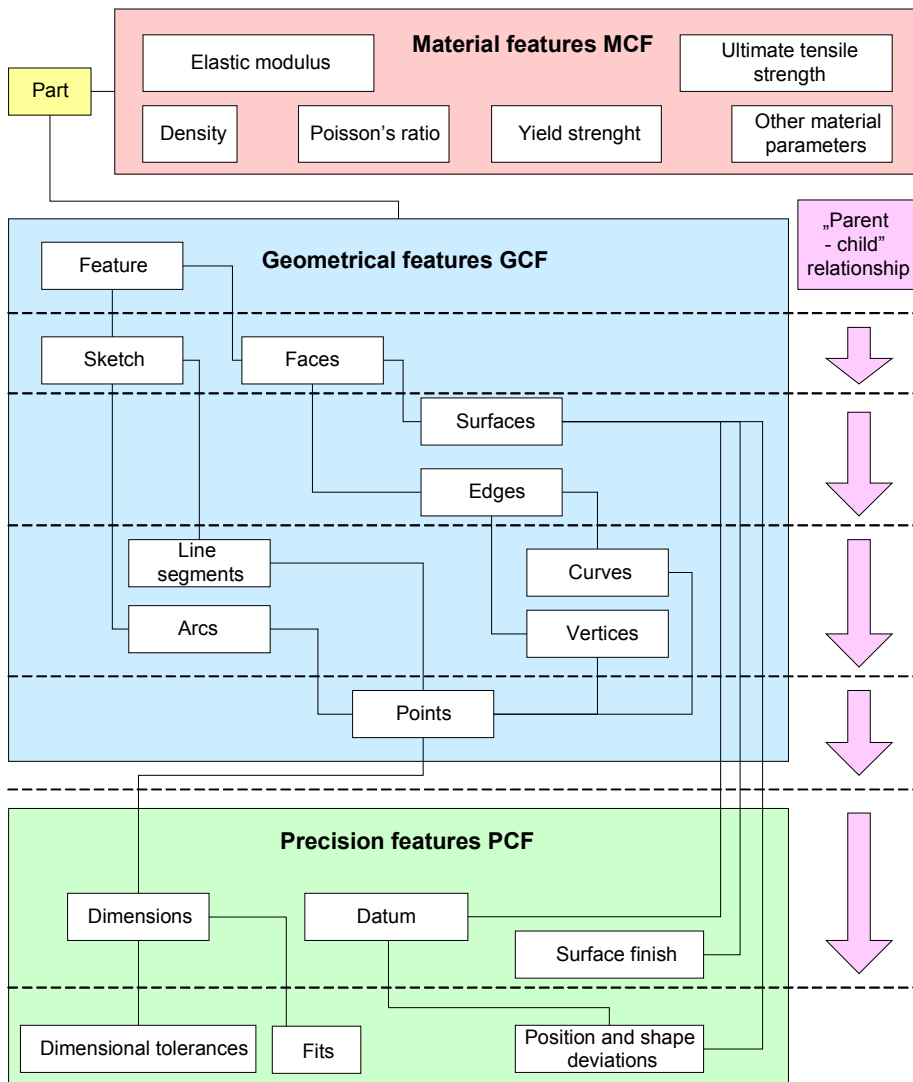 Material features MCF
Elastic modulus
Ultimate tensile
strength
Part
Density
Poisson's ratio
Yield strenght
Other material
parameters
„Parent
- child”
relationship
Geometrical features GCF
Feature
Sketch
Faces
Surfaces
Edges
Line
segments
Curves
Arcs
Vertices
Points
Precision features PCF
Dimensions
Datum
Surface finish
Dimensional tolerances
Fits
Position and shape
deviations